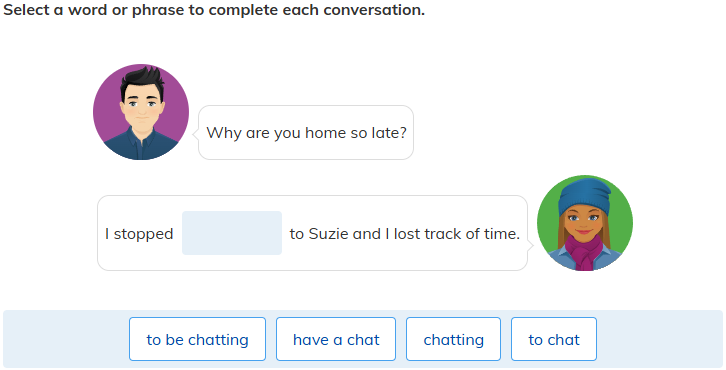 Select a word or phrase to complete each conversation.
Why are you home so late?
I stopped to Suzie and I lost track of time.
to be chatting have a chat chatting to chat